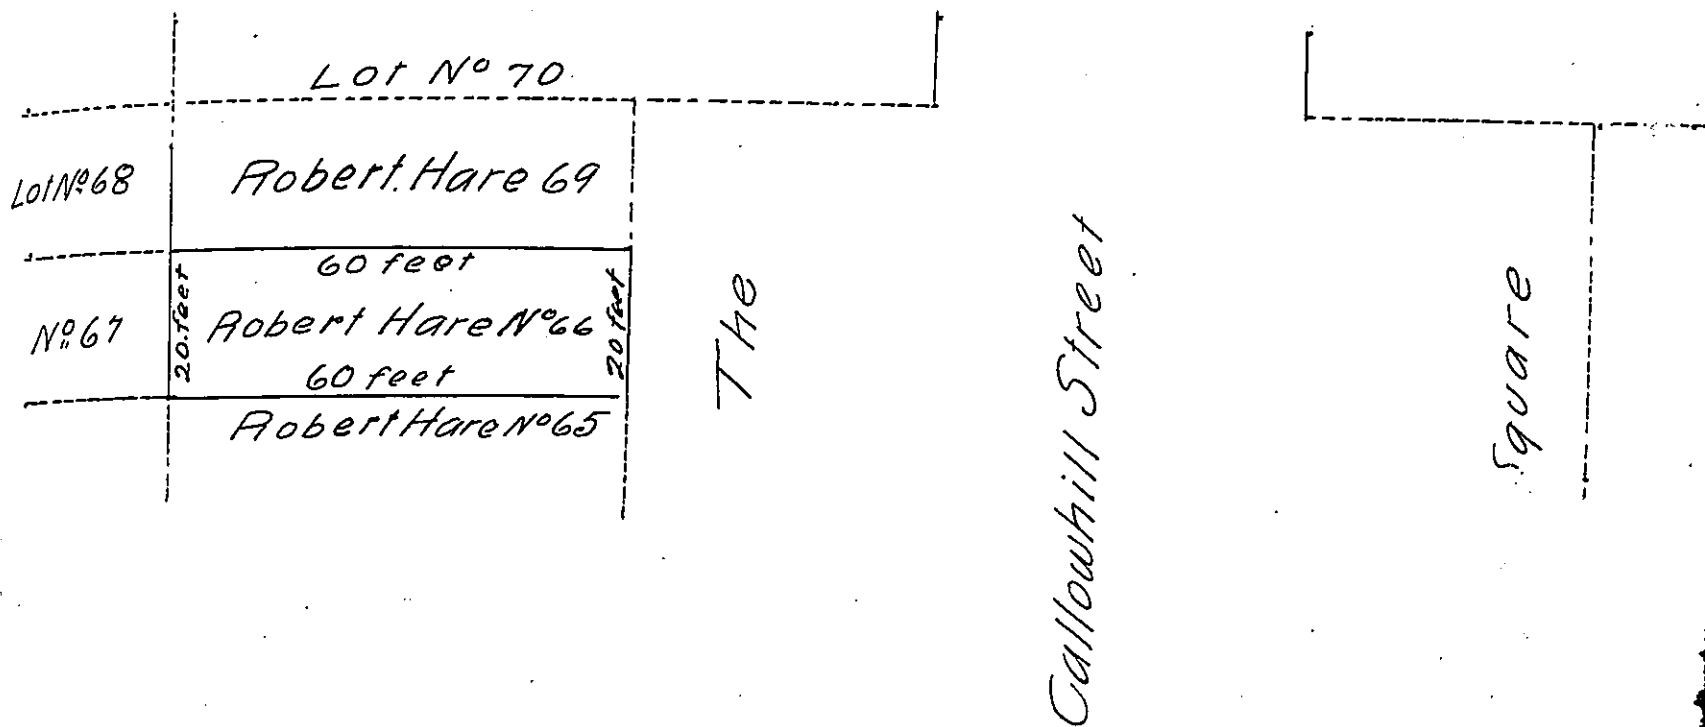 Lot Nº 70
Lot Nº 68
Robert. Hare 69
60 feet
20. feet
Nº 67
Robert Hare Nº 66
20 feet
60 feet
Robert Hare Nº 65
The
Callowhill Street
Square